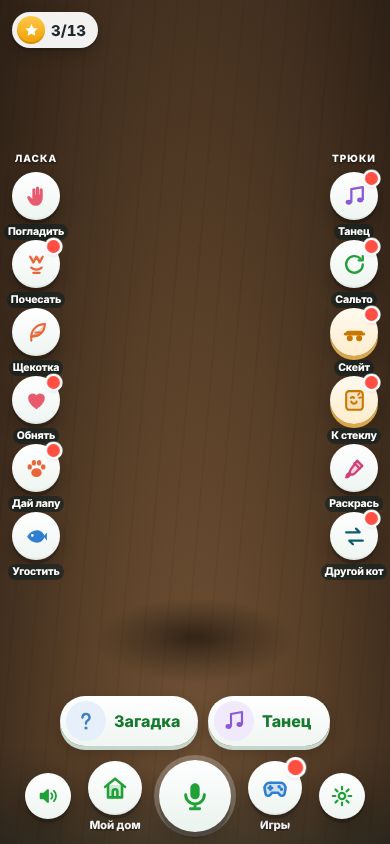 3/13
ЛАСКА
ТРЮКИ
Погладить
Танец
Почесать
Сальто
Щекотка
Скейт
Обнять
К стеклу
Дай лапу
Раскрась
Угостить
Другой кот
? Загадка
Танец
Мой дом
Игры